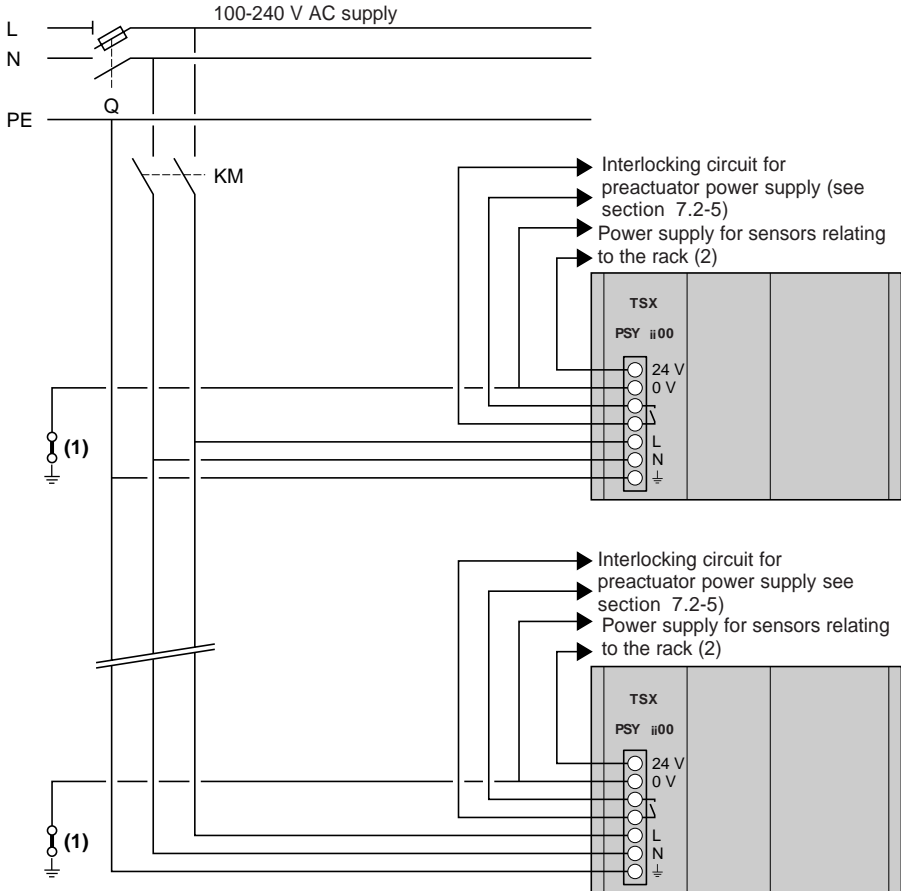 100-240 V AC supply
L
N
Q
PE
KM
Interlocking circuit for
preactuator power supply (see
section 7.2-5)
Power supply for sensors relating
to the rack (2)
TSX
PSY ii00
24 V
0 V
(1)
L
N
Interlocking circuit for
preactuator power supply see
section 7.2-5)
Power supply for sensors relating
to the rack (2)
TSX
PSY ii00
24 V
0 V
(1)
L
N